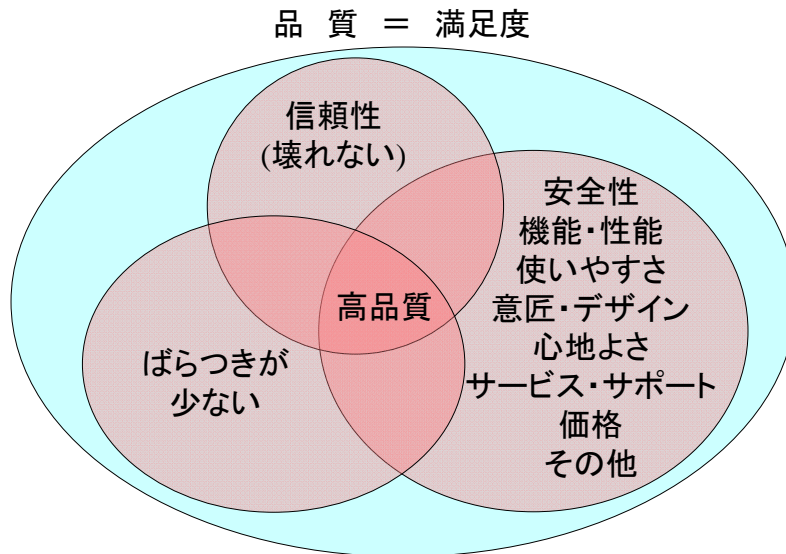 品 質 ＝ 満足度
信頼性
(壊れない)
安全性
機能・性能
使いやすさ
意匠・デザイン
心地よさ
サービス・サポート
価格
その他
高品質
ばらつきが
少ない